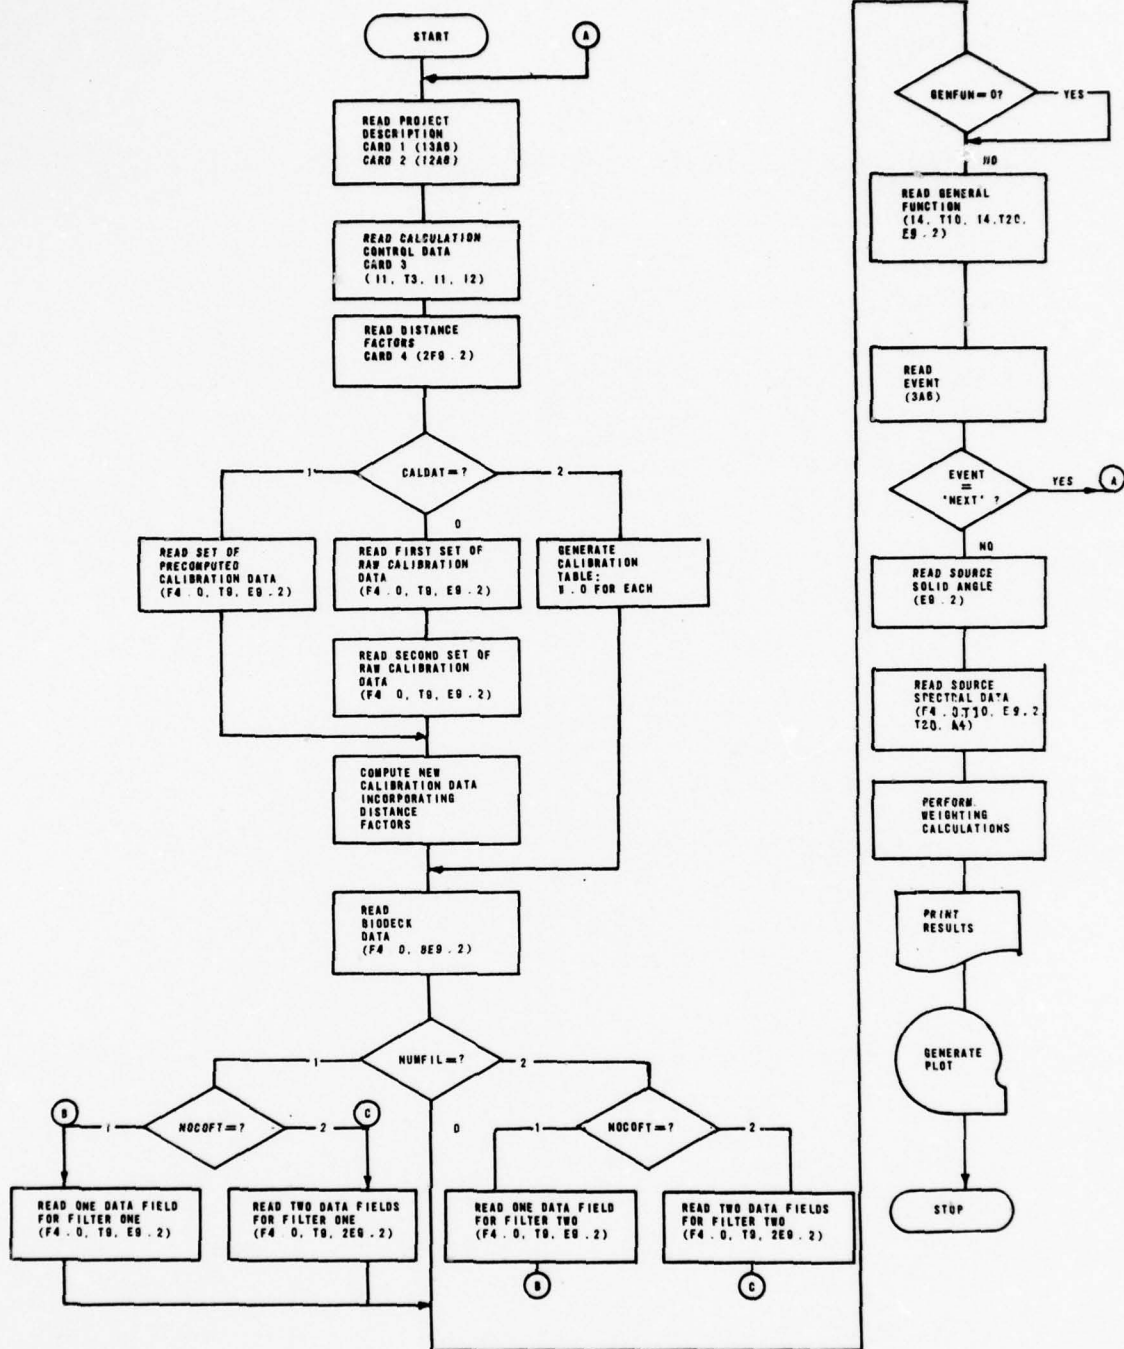 START
A
READ PROJECT
DESCRIPTION
CARD 1 (13A6)
CARD 2 (12A6)
READ CALCULATION
CONTROL DATA
CARD 3
(I1, T3, I1, I2)
READ DISTANCE
FACTORS
CARD 4 (2F9.2)
CALDAT=?
1
2
0
READ SET OF
PRECOMPUTED
CALIBRATION DATA
(F4.0, T9, E9.2)
READ FIRST SET OF
RAW CALIBRATION
DATA
(F4.0, T9, E9.2)
GENERATE
CALIBRATION
TABLE:
.0 FOR EACH
READ SECOND SET OF
RAW CALIBRATION
DATA
(F4 0, T9, E9.2)
COMPUTE NEW
CALIBRATION DATA
INCORPORATING
DISTANCE
FACTORS
READ
BIODECK
DATA
(F4 0, 8E9.2)
NUMFIL=?
1
2
0
B
1
NOCOFT=?
2
C
1
NOCOFT=?
2
READ ONE DATA FIELD
FOR FILTER ONE
(F4.0, T9, E9.2)
READ TWO DATA FIELDS
FOR FILTER ONE
(F4.0, T9, 2E9.2)
READ ONE DATA FIELD
FOR FILTER TWO
(F4.0, T9, E9.2)
READ TWO DATA FIELDS
FOR FILTER TWO
(F4.0, T9, 2E9.2)
B
C
GENFUN=0?
YES
NO
READ GENERAL
FUNCTION
(I4, T10, I4,T20,
E9.2)
READ
EVENT
(3A6)
EVENT
=
'NEXT' ?
YES
A
NO
READ SOURCE
SOLID ANGLE
(E9.2)
READ SOURCE
SPECTRAL DATA
(F4.0,T10, E9.2,
T20, A4)
PERFORM
WEIGHTING
CALCULATIONS
PRINT
RESULTS
GENERATE
PLOT
STOP